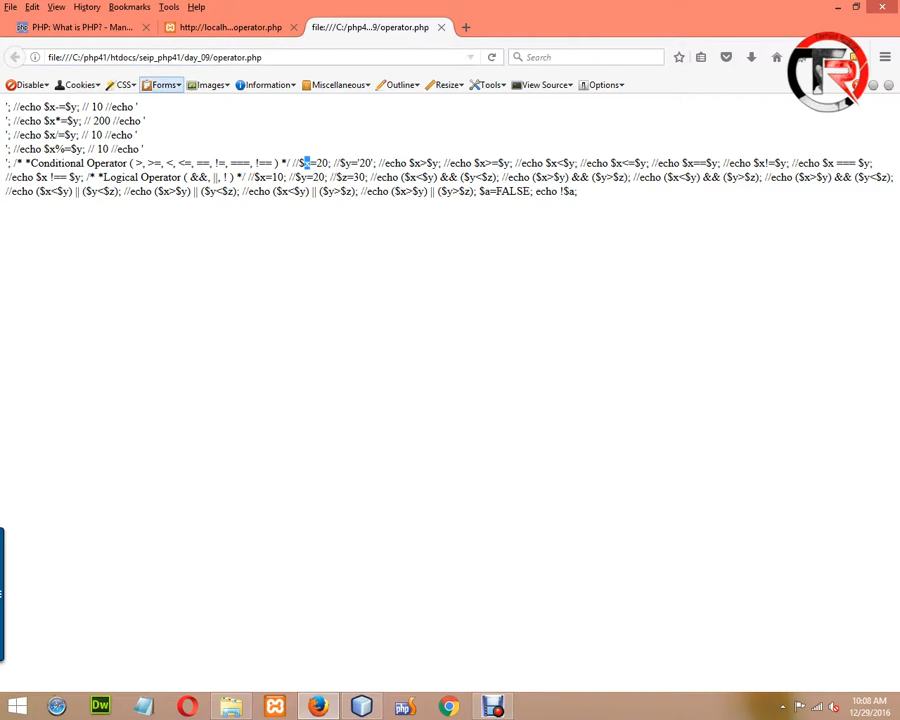 File Edit View History Bookmarks Tools Help
PHP: What is PHP? - Man... × http://localh...operator.php × file:///C:/php4...9/operator.php × +
file:///C:/php41/htdocs/seip_php41/day_09/operator.php Search
Disable Cookies CSS Forms Images Information Miscellaneous Outline Resize Tools View Source Options
TR
'; //echo $x-=$y; // 10 //echo '
'; //echo $x*=$y; // 200 //echo '
'; //echo $x/=$y; // 10 //echo '
'; //echo $x%=$y; // 10 //echo '
'; /* *Conditional Operator ( >, >=, <, <=, ==, !=, ===, !== ) */ //$x=20; //$y='20'; //echo $x>$y; //echo $x>=$y; //echo $x<$y; //echo $x<=$y; //echo $x==$y; //echo $x!=$y; //echo $x === $y;
//echo $x !== $y; /* *Logical Operator ( &&, ||, ! ) */ //$x=10; //$y=20; //$z=30; //echo ($x<$y) && ($y<$z); //echo ($x>$y) && ($y>$z); //echo ($x<$y) && ($y>$z); //echo ($x>$y) && ($y<$z);
//echo ($x<$y) || ($y<$z); //echo ($x>$y) || ($y<$z); //echo ($x<$y) || ($y>$z); //echo ($x>$y) || ($y>$z); $a=FALSE; echo !$a;
Dw php
10:08 AM
12/29/2016